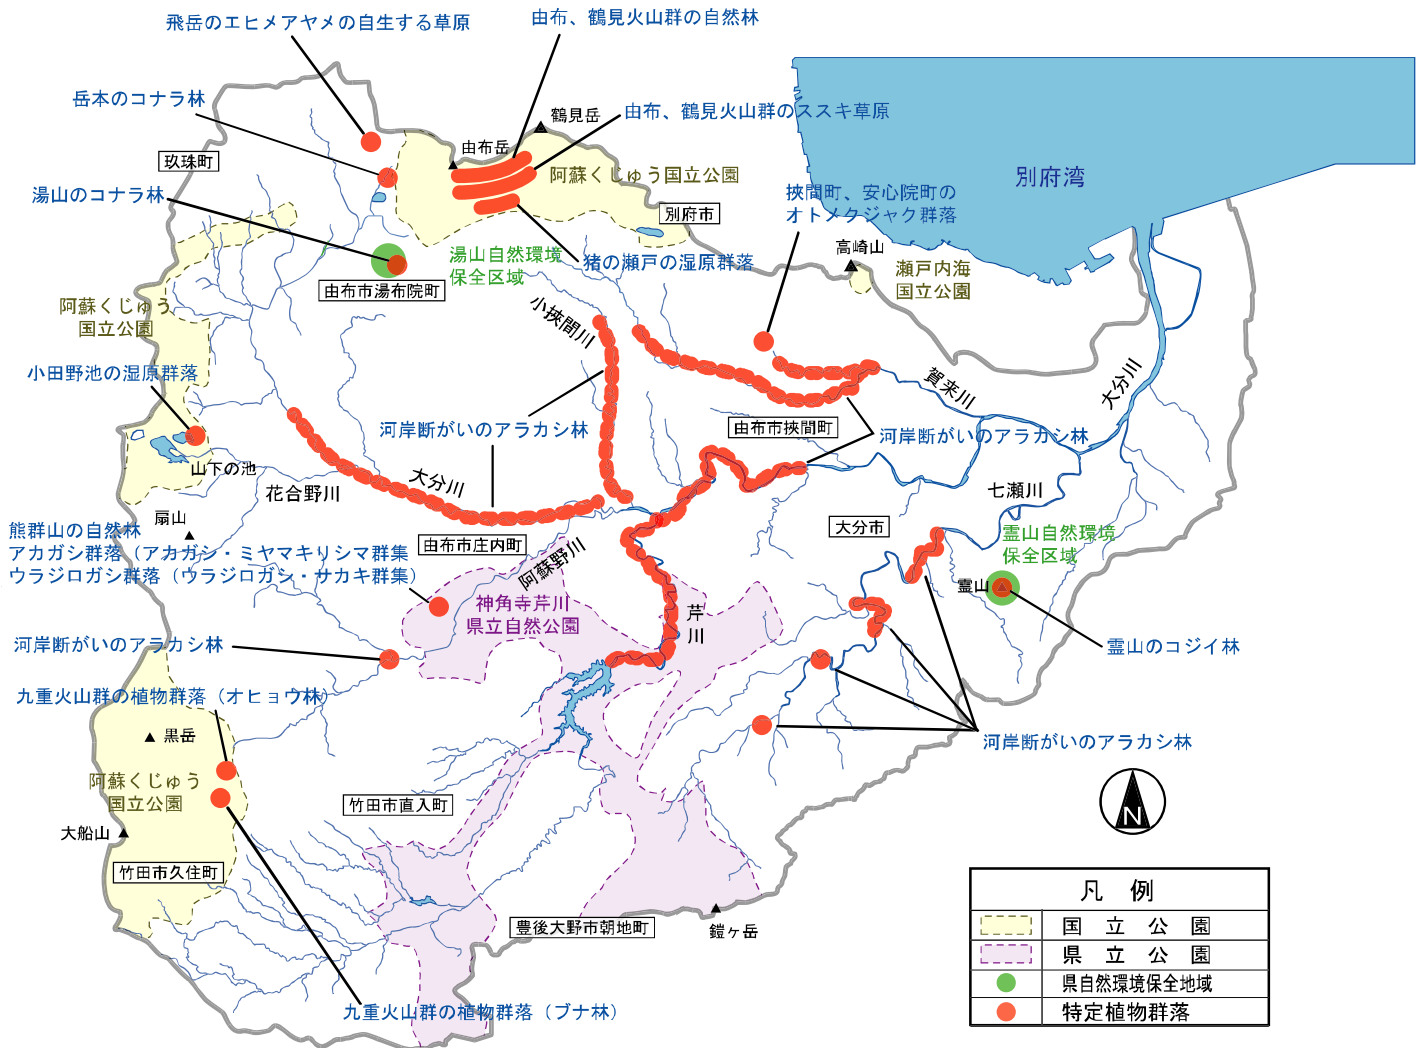 飛岳のエヒメアヤメの自生する草原
由布、鶴見火山群の自然林
岳本のコナラ林
鶴見岳
由布、鶴見火山群のススキ草原
由布岳
玖珠町
阿蘇くじゅう国立公園
別府湾
湯山のコナラ林
挾間町、安心院町の
オトメクジャク群落
別府市
高崎山
湯山自然環境
保全区域
猪の瀬戸の湿原群落
瀬戸内海
国立公園
由布市湯布院町
阿蘇くじゅう
国立公園
小挾間川
小田野池の湿原群落
賀来川
大分川
由布市挾間町
河岸断がいのアラカシ林
河岸断がいのアラカシ林
山下の池
花合野川
大分川
七瀬川
扇山
大分市
熊群山の自然林
アカガシ群落（アカガシ・ミヤマキリシマ群集
ウラジロガシ群落（ウラジロガシ・サカキ群集）
由布市庄内町
阿蘇野川
霊山自然環境
保全区域
霊山
神角寺芹川
県立自然公園
芹川
河岸断がいのアラカシ林
霊山のコジイ林
九重火山群の植物群落（オヒョウ林）
黒岳
河岸断がいのアラカシ林
阿蘇くじゅう
国立公園
竹田市直入町
N
大船山
竹田市久住町
豊後大野市朝地町
鎧ヶ岳
九重火山群の植物群落（ブナ林）
凡例
国立公園
県立公園
県自然環境保全地域
特定植物群落